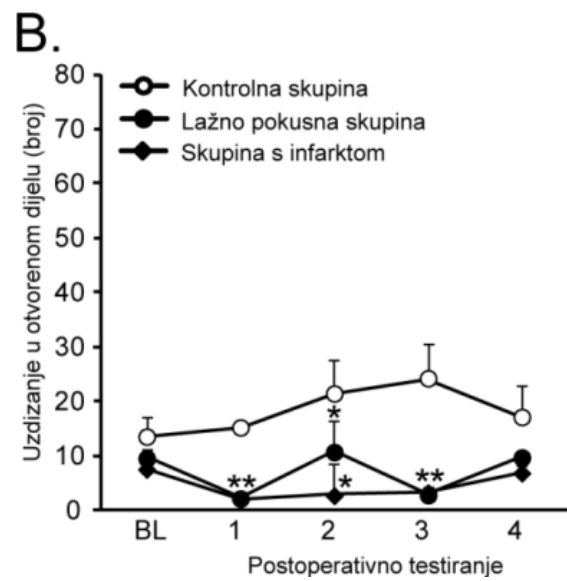 B.
80
70
60
50
40
30
20
10
0
Uzdizanje u otvorenom dijelu (broj)
Kontrolna skupina
Lažno pokusna skupina
Skupina s infarktom
*
**
*
**
BL 1 2 3 4
Postoperativno testiranje